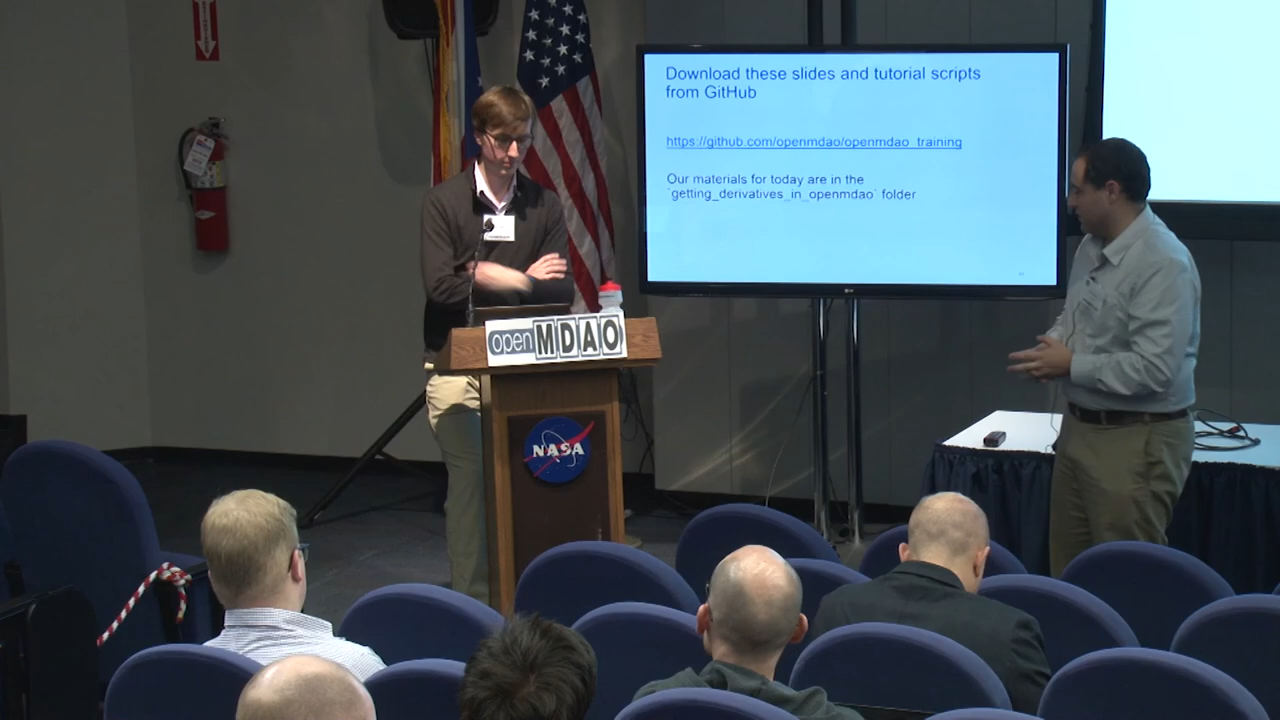 Download these slides and tutorial scripts
from GitHub
https://github.com/openmdao/openmdao_training
Our materials for today are in the
`getting_derivatives_in_openmdao` folder
openMDAO
NASA